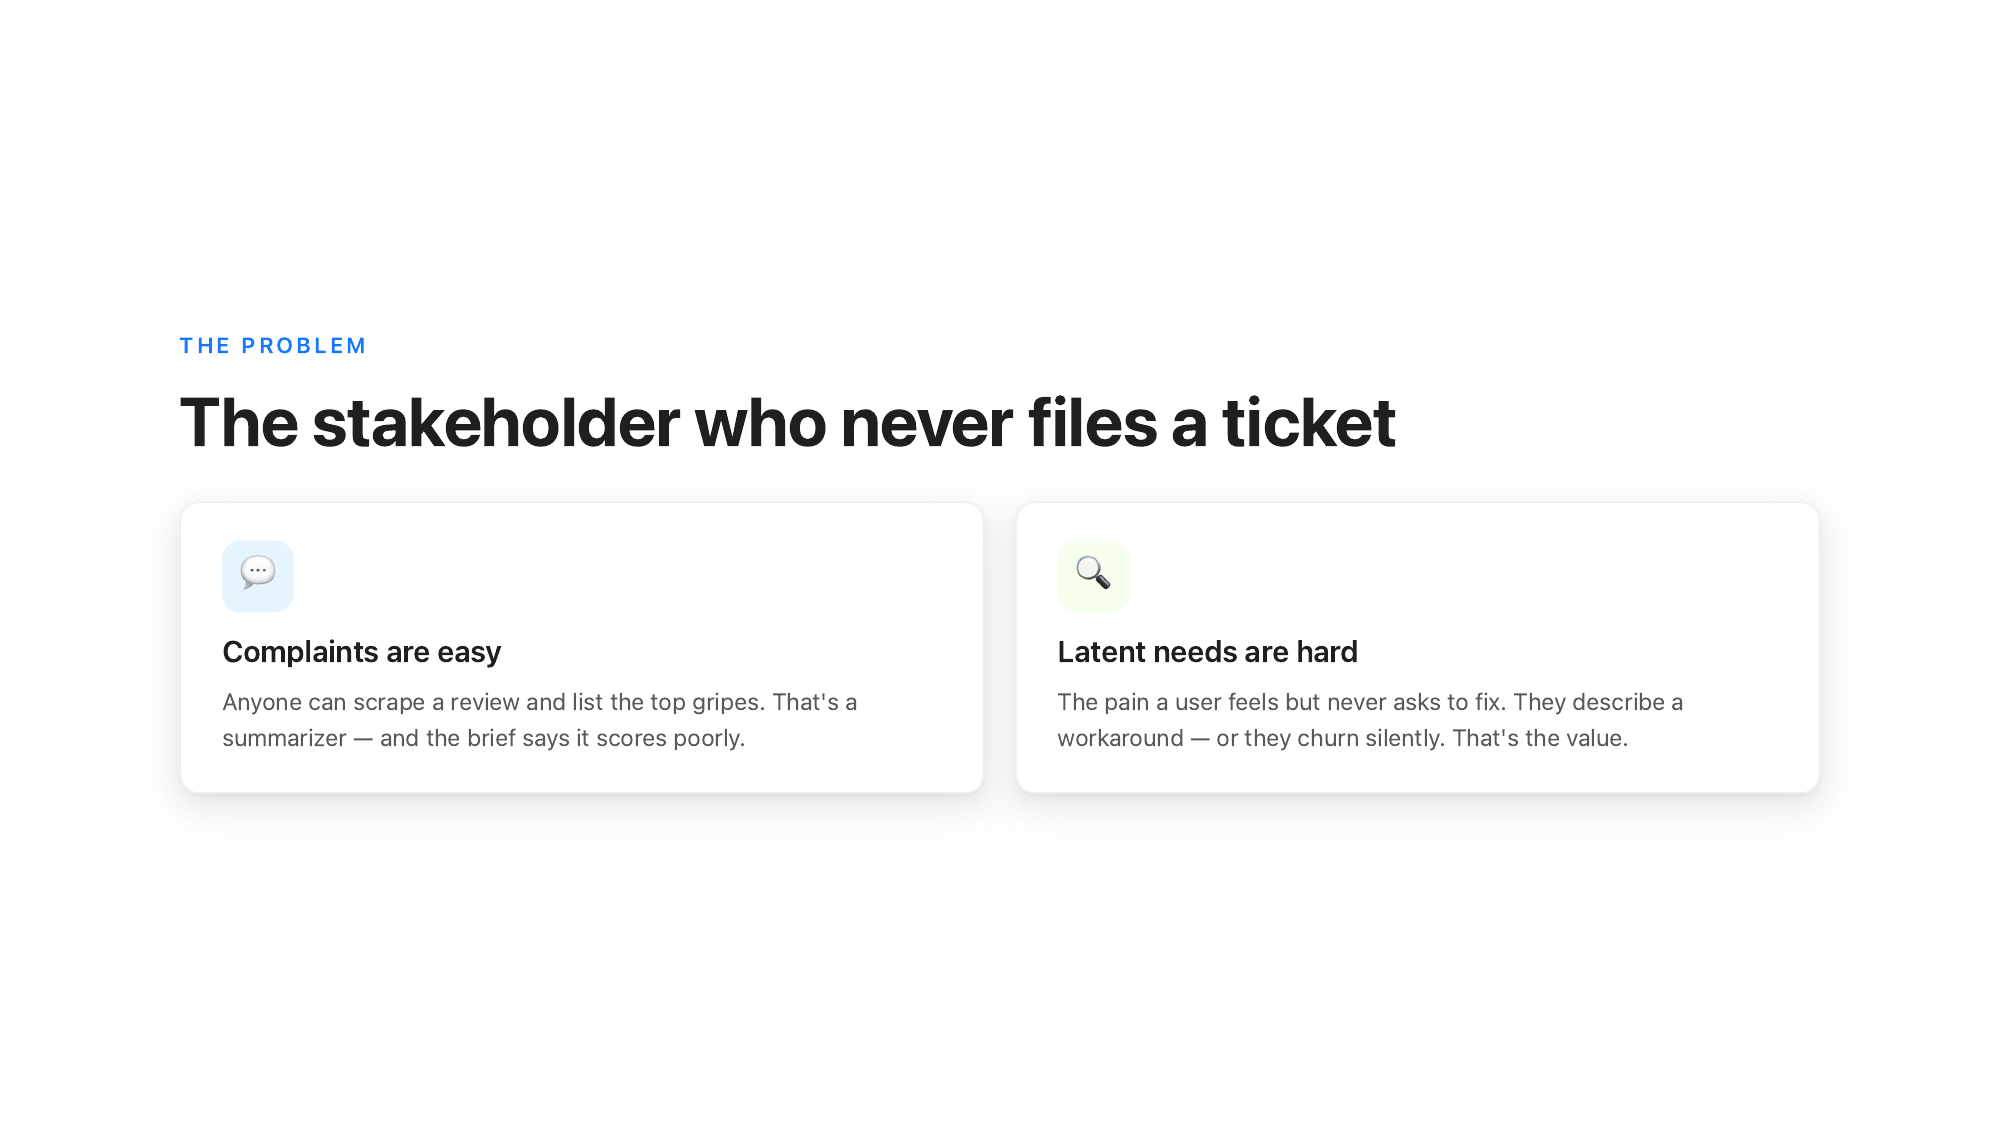 THE PROBLEM
The stakeholder who never files a ticket
Complaints are easy
Anyone can scrape a review and list the top gripes. That's a
summarizer — and the brief says it scores poorly.
Latent needs are hard
The pain a user feels but never asks to fix. They describe a
workaround — or they churn silently. That's the value.